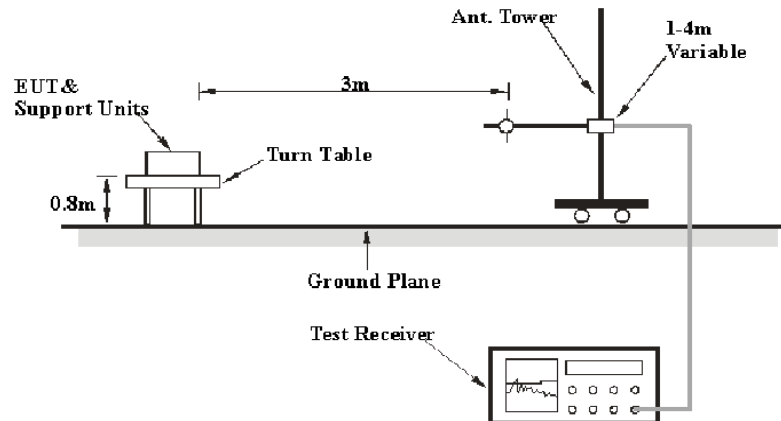 Ant. Tower
1-4m
Variable
EUT&
Support Units
3m
Turn Table
0.8m
Ground Plane
Test Receiver